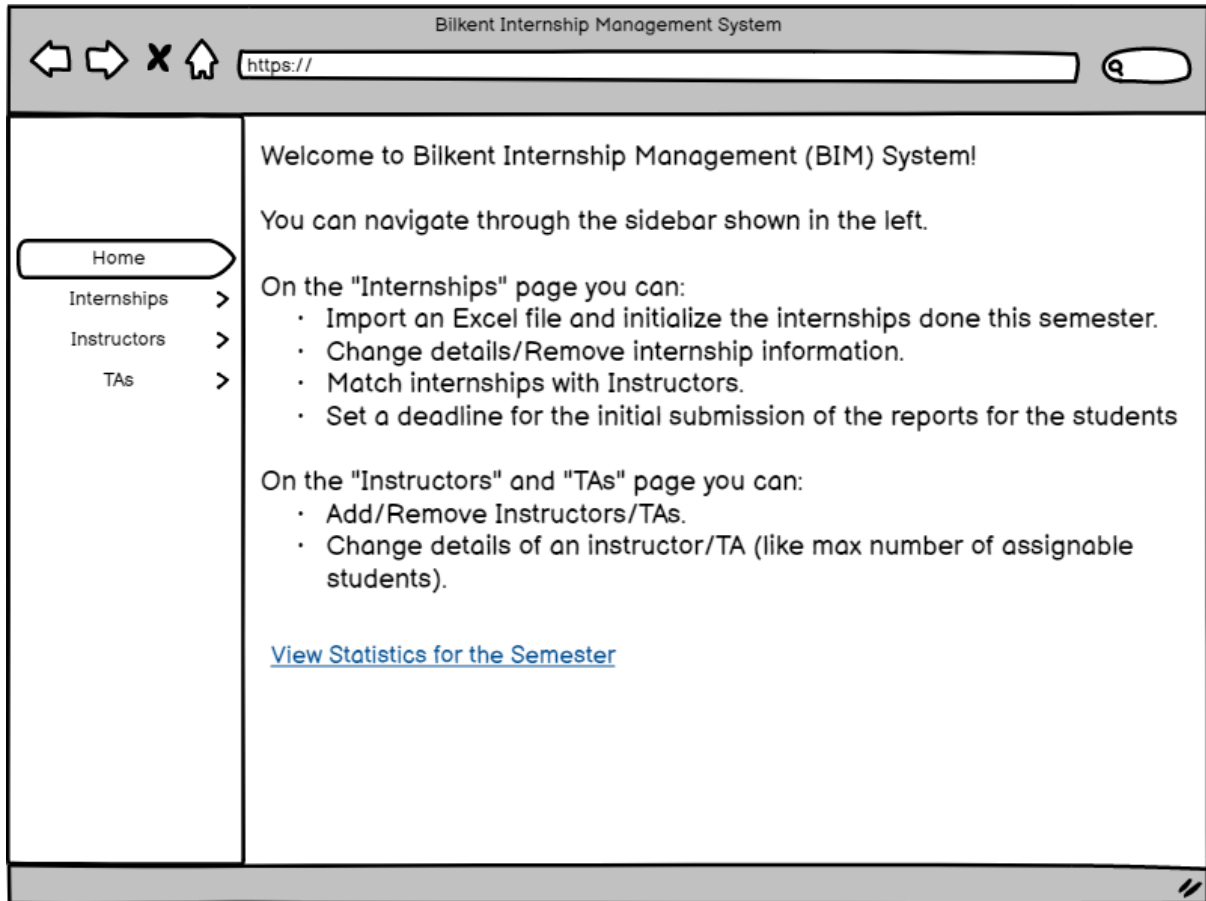 Bilkent Internship Management System
https://
Home
Internships
Instructors
TAs
Welcome to Bilkent Internship Management (BIM) System!
You can navigate through the sidebar shown in the left.
On the "Internships" page you can:
· Import an Excel file and initialize the internships done this semester.
· Change details/Remove internship information.
· Match internships with Instructors.
· Set a deadline for the initial submission of the reports for the students
On the "Instructors" and "TAs" page you can:
· Add/Remove Instructors/TAs.
· Change details of an instructor/TA (like max number of assignable
students).
View Statistics for the Semester